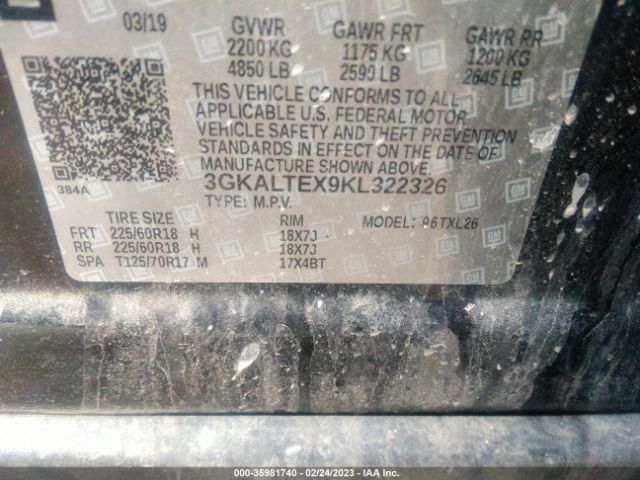 03/19 GVWR GAWR FRT GAWR RR
2200 KG 1175 KG 1200 KG
4850 LB 2590 LB 2645 LB
THIS VEHICLE CONFORMS TO ALL
APPLICABLE U.S. FEDERAL MOTOR
VEHICLE SAFETY AND THEFT PREVENTION
STANDARDS IN EFFECT ON THE DATE OF
MANUFACTURE SHOWN ABOVE.
384A 3GKALTEX9KL322326
TYPE: M.P.V.
TIRE SIZE RIM MODEL: 96TXL26
FRT 225/60R18 H 18X7J
RR 225/60R18 H 18X7J
SPA T125/70R17 M 17X4BT
GM
000-35981740 - 02/24/2023 - IAA Inc.